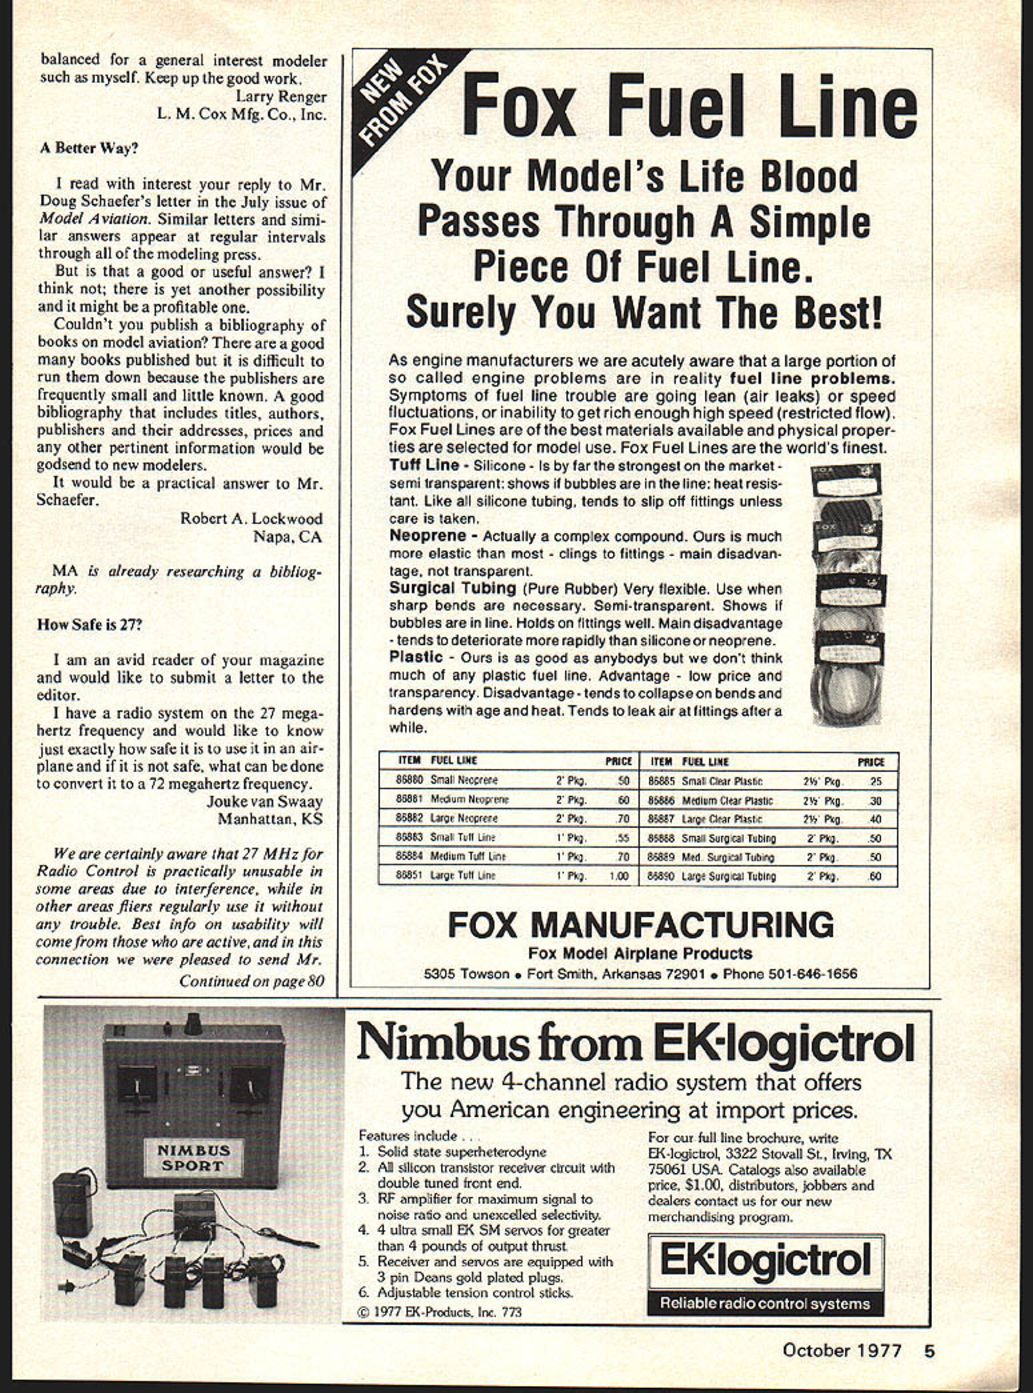 balanced for a general interest modeler
such as myself. Keep up the good work.
Larry Renger
L. M. Cox Mfg. Co., Inc.
A Better Way?
I read with interest your reply to Mr.
Doug Schaefer's letter in the July issue of
Model Aviation. Similar letters and simi-
lar answers appear at regular intervals
through all of the modeling press.
But is that a good or useful answer? I
think not; there is yet another possibility
and it might be a profitable one.
Couldn't you publish a bibliography of
books on model aviation? There are a good
many books published but it is difficult to
run them down because the publishers are
frequently small and little known. A good
bibliography that includes titles, authors,
publishers and their addresses, prices and
any other pertinent information would be
godsend to new modelers.
It would be a practical answer to Mr.
Schaefer.
Robert A. Lockwood
Napa, CA
MA is already researching a bibliog-
raphy.
How Safe is 27?
I am an avid reader of your magazine
and would like to submit a letter to the
editor.
I have a radio system on the 27 mega-
hertz frequency and would like to know
just exactly how safe it is to use it in an air-
plane and if it is not safe, what can be done
to convert it to a 72 megahertz frequency.
Jouke van Swaay
Manhattan, KS
We are certainly aware that 27 MHz for
Radio Control is practically unusable in
some areas due to interference, while in
other areas fliers regularly use it without
any trouble. Best info on usability will
come from those who are active, and in this
connection we were pleased to send Mr.
Continued on page 80
NEW
FROM FOX
Fox Fuel Line
Your Model's Life Blood
Passes Through A Simple
Piece Of Fuel Line.
Surely You Want The Best!
As engine manufacturers we are acutely aware that a large portion of
so called engine problems are in reality fuel line problems.
Symptoms of fuel line trouble are going lean (air leaks) or speed
fluctuations, or inability to get rich enough high speed (restricted flow).
Fox Fuel Lines are of the best materials available and physical proper-
ties are selected for model use. Fox Fuel Lines are the world's finest.
Tuff Line - Silicone - Is by far the strongest on the market -
semi transparent: shows if bubbles are in the line: heat resis-
tant. Like all silicone tubing, tends to slip off fittings unless
care is taken.
Neoprene - Actually a complex compound. Ours is much
more elastic than most - clings to fittings - main disadvan-
tage, not transparent.
Surgical Tubing (Pure Rubber) Very flexible. Use when
sharp bends are necessary. Semi-transparent. Shows if
bubbles are in line. Holds on fittings well. Main disadvantage
- tends to deteriorate more rapidly than silicone or neoprene.
Plastic - Ours is as good as anybodys but we don't think
much of any plastic fuel line. Advantage - low price and
transparency. Disadvantage - tends to collapse on bends and
hardens with age and heat. Tends to leak air at fittings after a
while.
FOX
FOX
ITEM FUEL LINE PRICE ITEM FUEL LINE PRICE
86880 Small Neoprene 2' Pkg. .50 86885 Small Clear Plastic 2½' Pkg. .25
86881 Medium Neoprene 2' Pkg. .60 86886 Medium Clear Plastic 2½' Pkg. .30
86882 Large Neoprene 2' Pkg. .70 86887 Large Clear Plastic 2½' Pkg. .40
86883 Small Tuff Line 1' Pkg. .55 86888 Small Surgical Tubing 2' Pkg. .50
86884 Medium Tuff Line 1' Pkg. .70 86889 Med. Surgical Tubing 2' Pkg. .50
86851 Large Tuff Line 1' Pkg. 1.00 86890 Large Surgical Tubing 2' Pkg. .60
FOX MANUFACTURING
Fox Model Airplane Products
5305 Towson • Fort Smith, Arkansas 72901 • Phone 501-646-1656
NIMBUS
SPORT
Nimbus from EK-logictrol
The new 4-channel radio system that offers
you American engineering at import prices.
Features include . . .
1. Solid state superheterodyne
2. All silicon transistor receiver circuit with
double tuned front end.
3. RF amplifier for maximum signal to
noise ratio and unexcelled selectivity.
4. 4 ultra small EK SM servos for greater
than 4 pounds of output thrust.
5. Receiver and servos are equipped with
3 pin Deans gold plated plugs.
6. Adjustable tension control sticks.
© 1977 EK-Products, Inc. 773
For our full line brochure, write
EK-logictrol, 3322 Stovall St., Irving, TX
75061 USA. Catalogs also available
price, $1.00, distributors, jobbers and
dealers contact us for our new
merchandising program.
EK-logictrol
Reliable radio control systems
October 1977 5